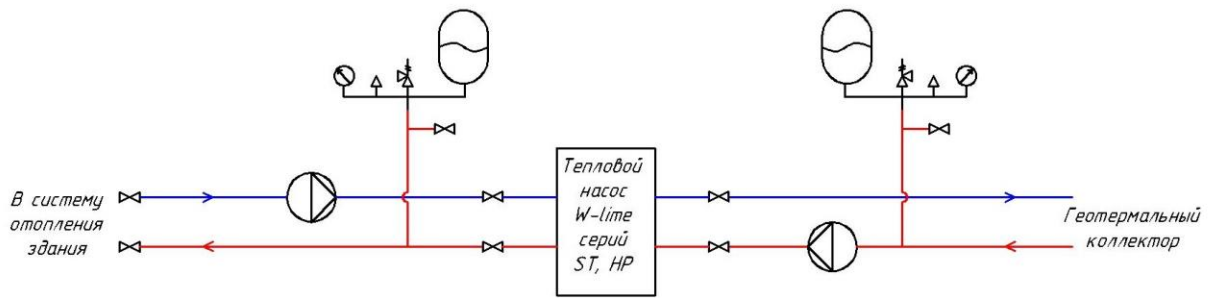 В систему
отопления
здания
Тепловой
насос
W-lime
серий
ST, HP
Геотермальный
коллектор